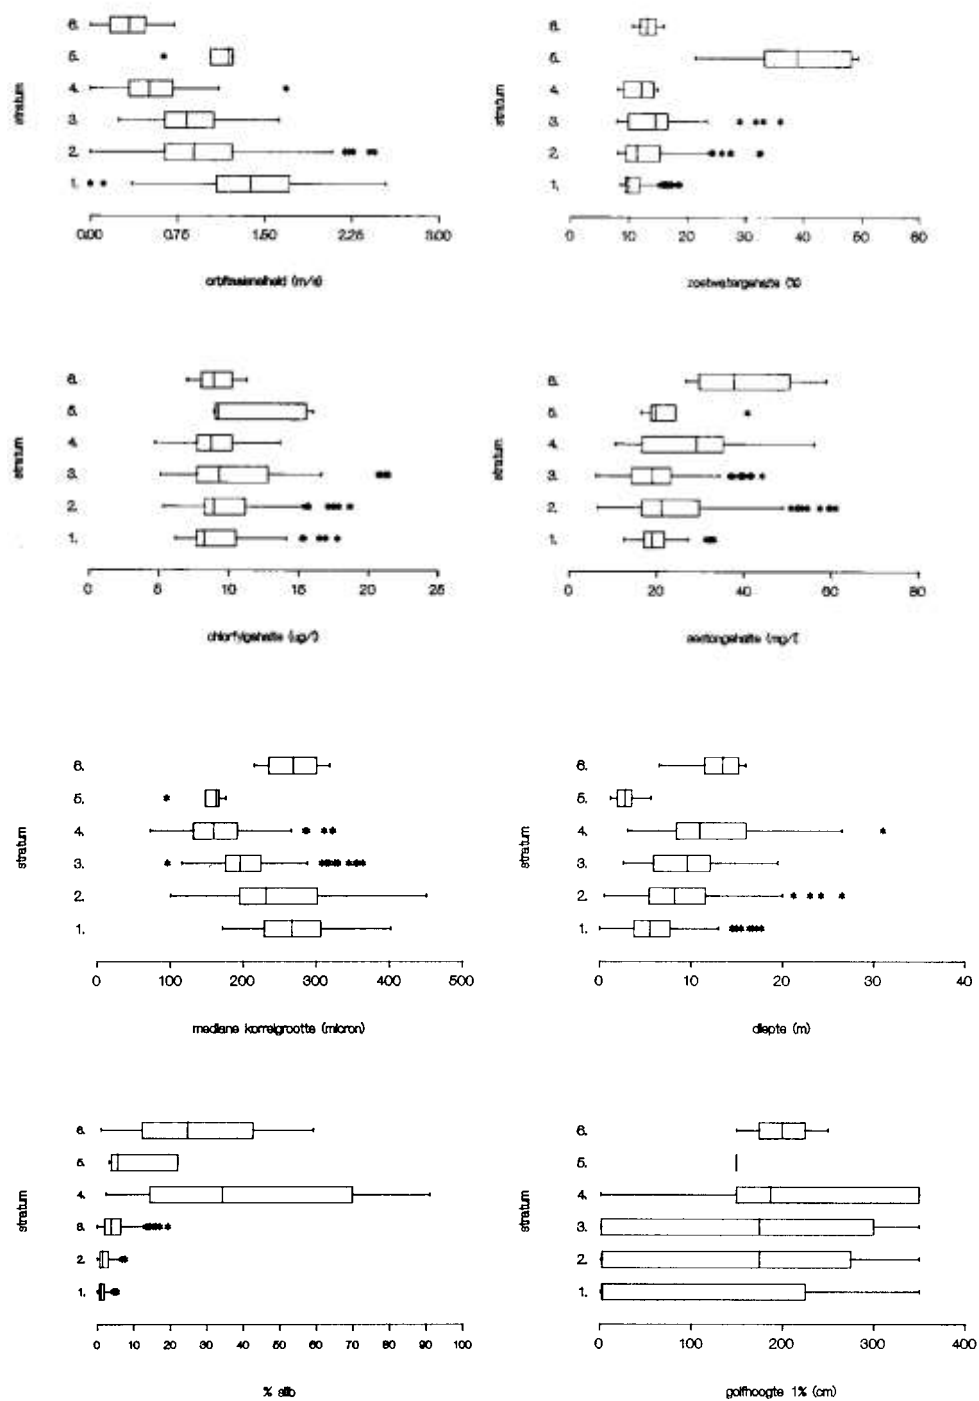 stratum
6.
5.
4.
3.
2.
1.
0.00 0.75 1.50 2.25 3.00
(m/s)
stratum
6.
5.
4.
3.
2.
1.
0 10 20 30 40 50 60
zoetwatergehalte (%)
stratum
6.
5.
4.
3.
2.
1.
0 5 10 15 20 25
chlorfylgehalte (ug/l)
stratum
6.
5.
4.
3.
2.
1.
0 20 40 60 80
sestongehalte (mg/l)
stratum
6.
5.
4.
3.
2.
1.
0 100 200 300 400 500
mediane korrelgrootte (micron)
stratum
6.
5.
4.
3.
2.
1.
0 10 20 30 40
diepte (m)
stratum
6.
5.
4.
3.
2.
1.
0 10 20 30 40 50 60 70 80 90 100
% slib
stratum
6.
5.
4.
3.
2.
1.
0 100 200 300 400
golfhoogte 1% (cm)